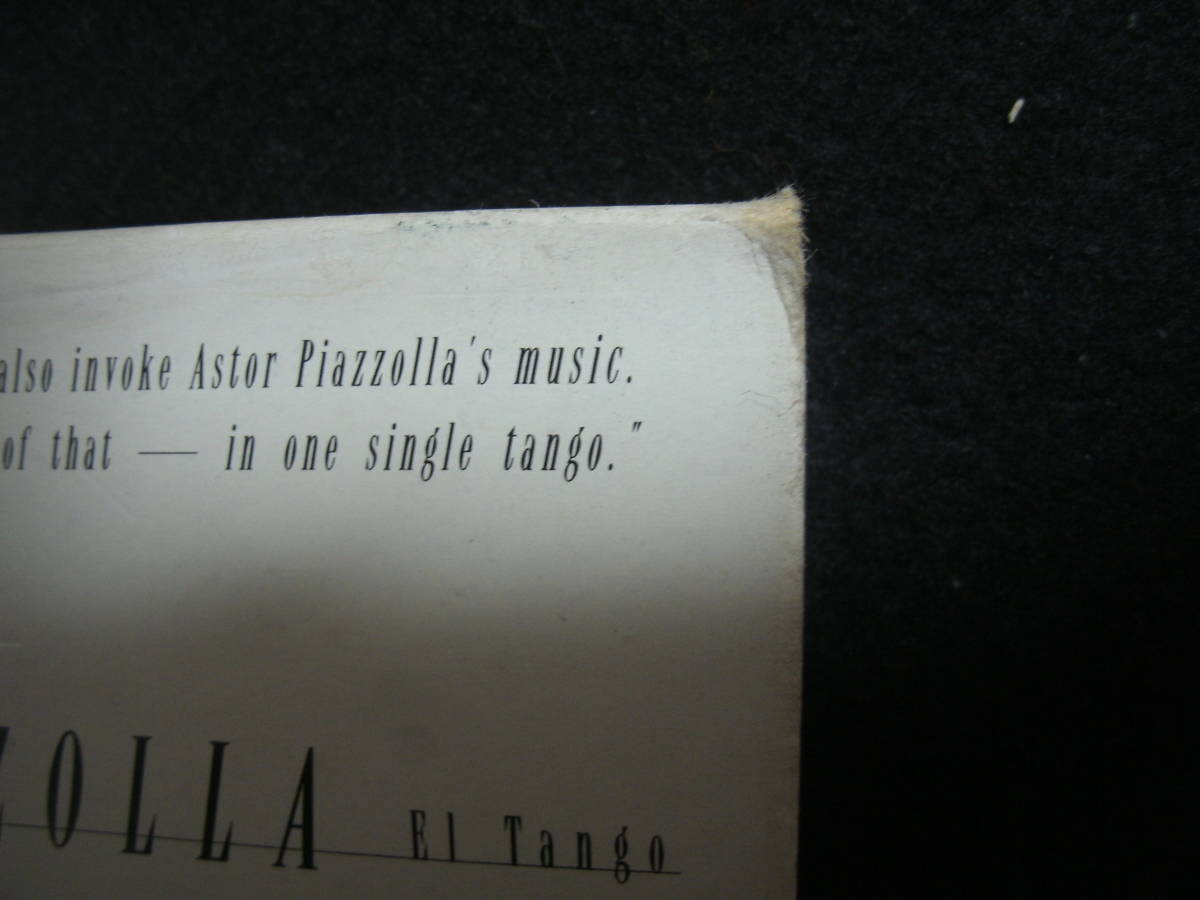 also invoke Astor Piazzolla's music.
of that — in one single tango."
ZOLLA El Tango